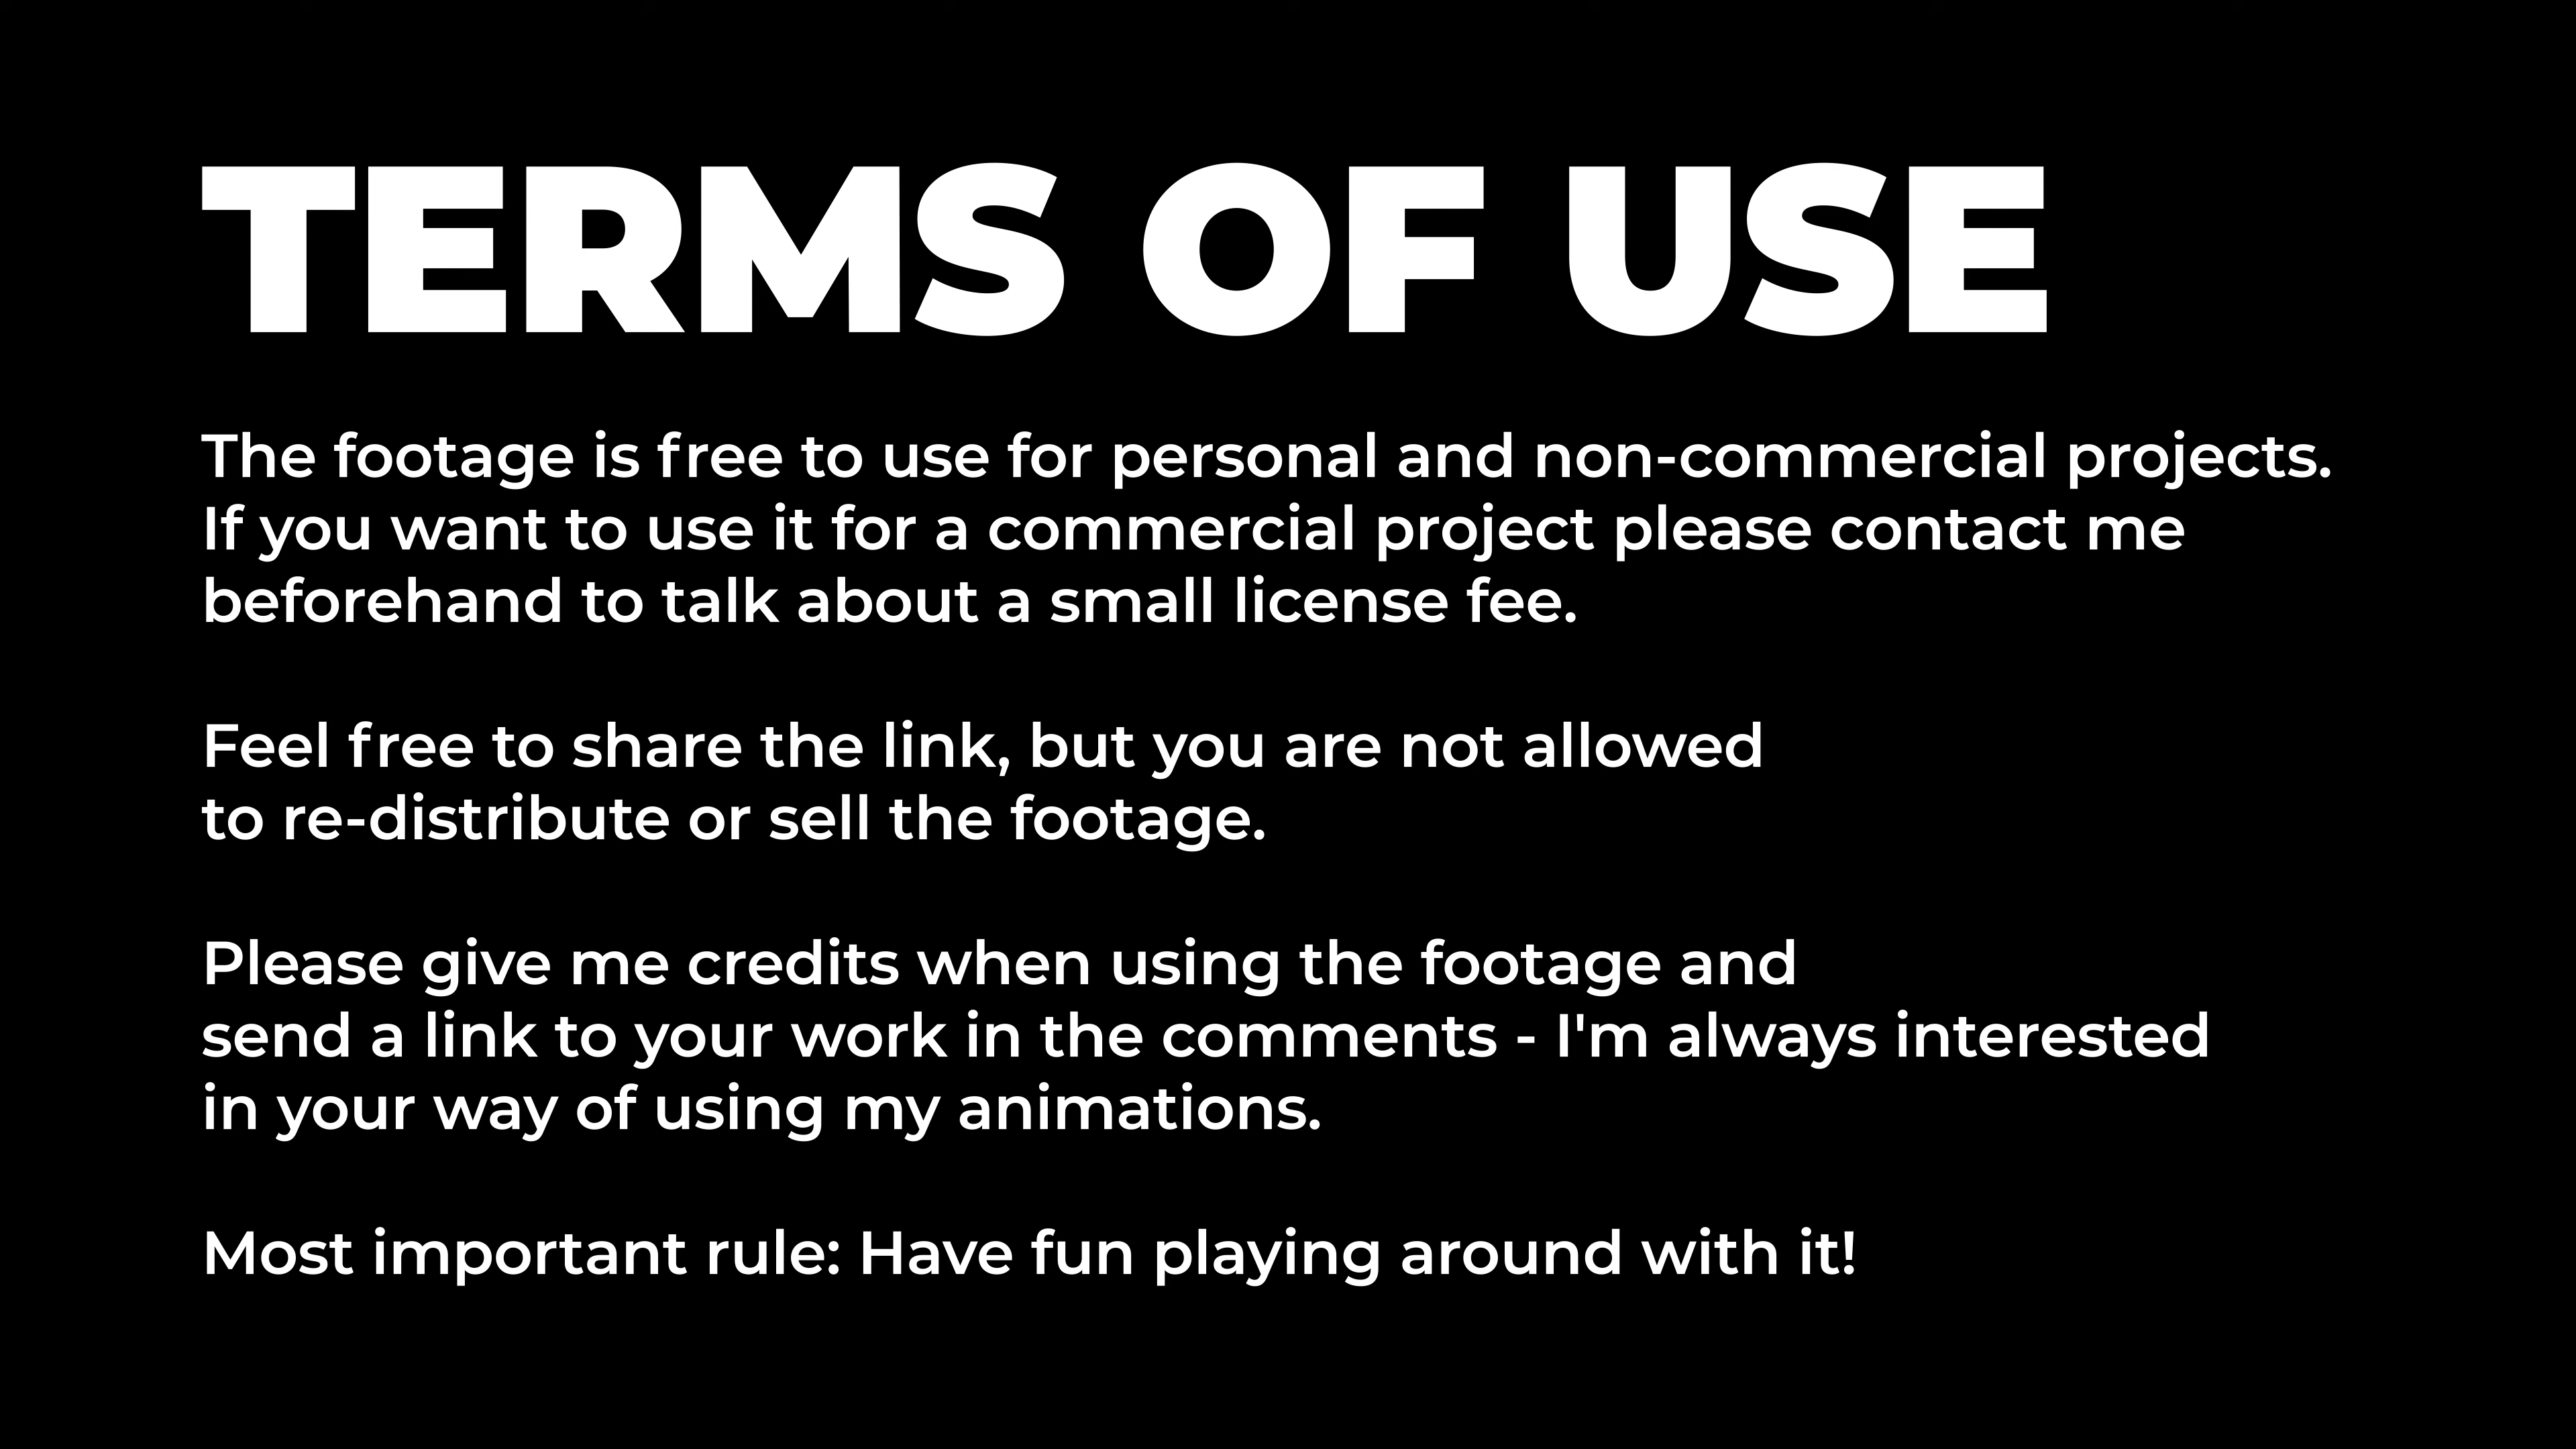 TERMS OF USE
The footage is free to use for personal and non-commercial projects.
If you want to use it for a commercial project please contact me
beforehand to talk about a small license fee.
Feel free to share the link, but you are not allowed
to re-distribute or sell the footage.
Please give me credits when using the footage and
send a link to your work in the comments - I'm always interested
in your way of using my animations.
Most important rule: Have fun playing around with it!